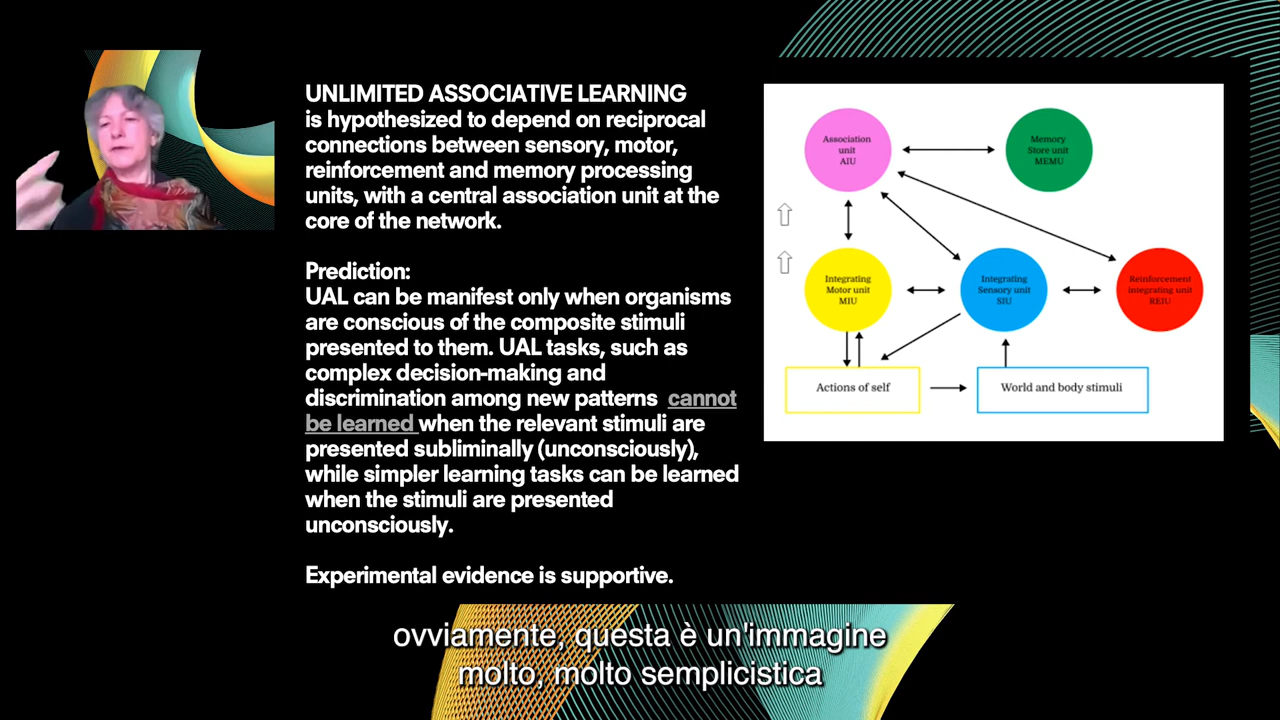 UNLIMITED ASSOCIATIVE LEARNING
is hypothesized to depend on reciprocal
connections between sensory, motor,
reinforcement and memory processing
units, with a central association unit at the
core of the network.
Prediction:
UAL can be manifest only when organisms
are conscious of the composite stimuli
presented to them. UAL tasks, such as
complex decision-making and
discrimination among new patterns cannot
be learned when the relevant stimuli are
presented subliminally (unconsciously),
while simpler learning tasks can be learned
when the stimuli are presented
unconsciously.
Experimental evidence is supportive.
Association
unit
AIU
Memory
Store unit
MEMU
Integrating
Motor unit
MIU
Integrating
Sensory unit
SIU
Reinforcement
integrating unit
REIU
Actions of self
World and body stimuli
ovviamente, questa è un'immagine
molto, molto semplicistica